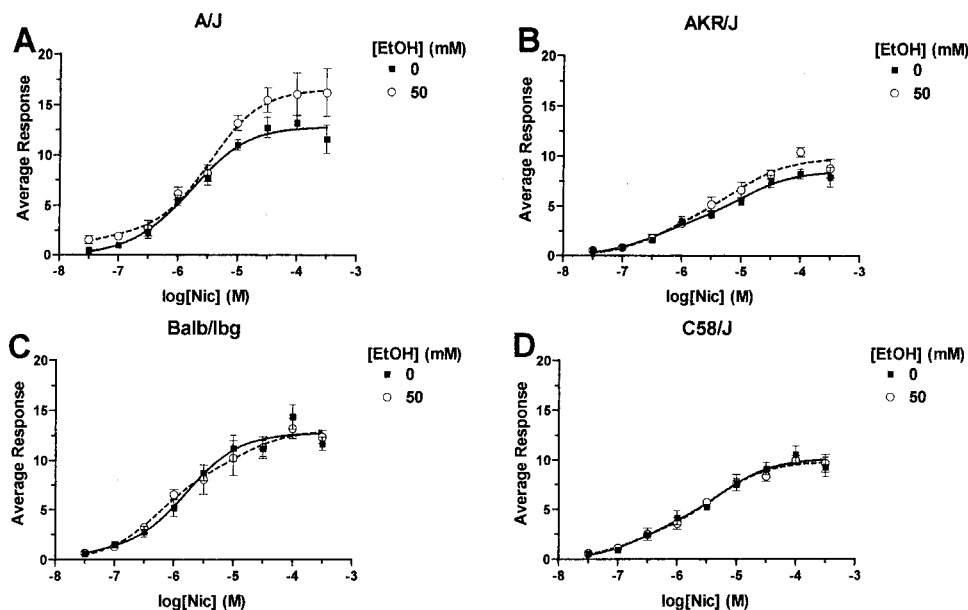 A
A/J
[EtOH] (mM)
0
50
Average Response
20
15
10
5
0
-8 -7 -6 -5 -4 -3
log[Nic] (M)
B
AKR/J
[EtOH] (mM)
0
50
Average Response
20
15
10
5
0
-8 -7 -6 -5 -4 -3
log[Nic] (M)
C
Balb/Ibg
[EtOH] (mM)
0
50
Average Response
20
15
10
5
0
-8 -7 -6 -5 -4 -3
log[Nic] (M)
D
C58/J
[EtOH] (mM)
0
50
Average Response
20
15
10
5
0
-8 -7 -6 -5 -4 -3
log[Nic] (M)